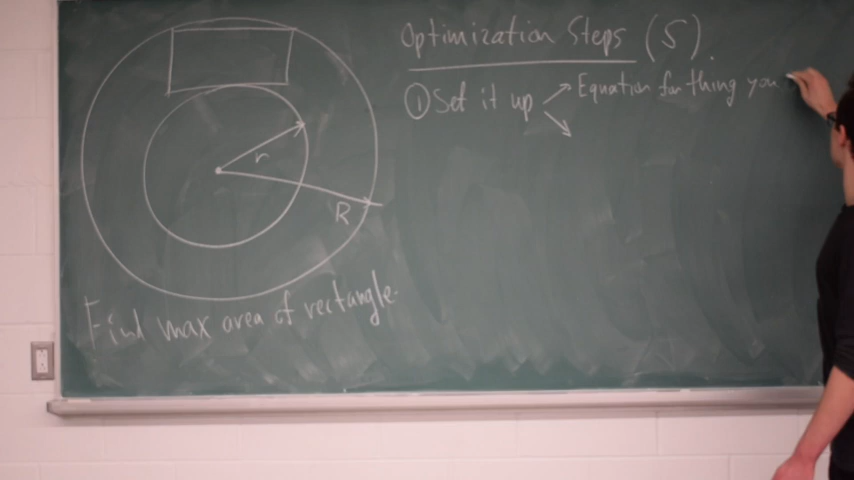 Optimization Steps (5).
① Set it up
Equation for thing you
r
R
Find max area of rectangle.